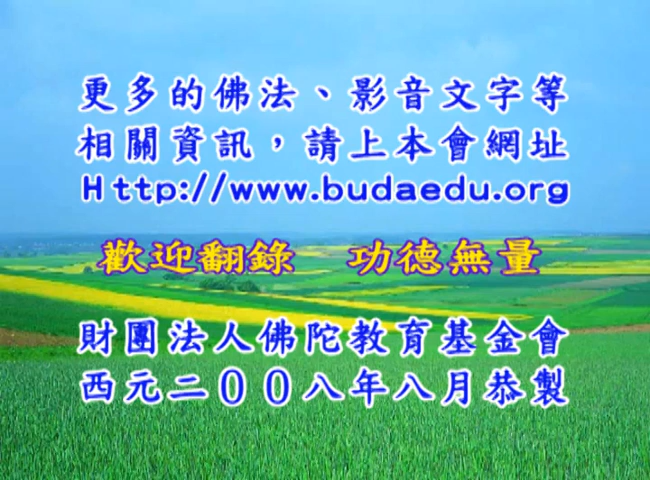 更多的佛法、影音文字等
相關資訊，請上本會網址
Http://www.budaedu.org
歡迎翻錄　功德無量
財團法人佛陀教育基金會
西元二００八年八月恭製